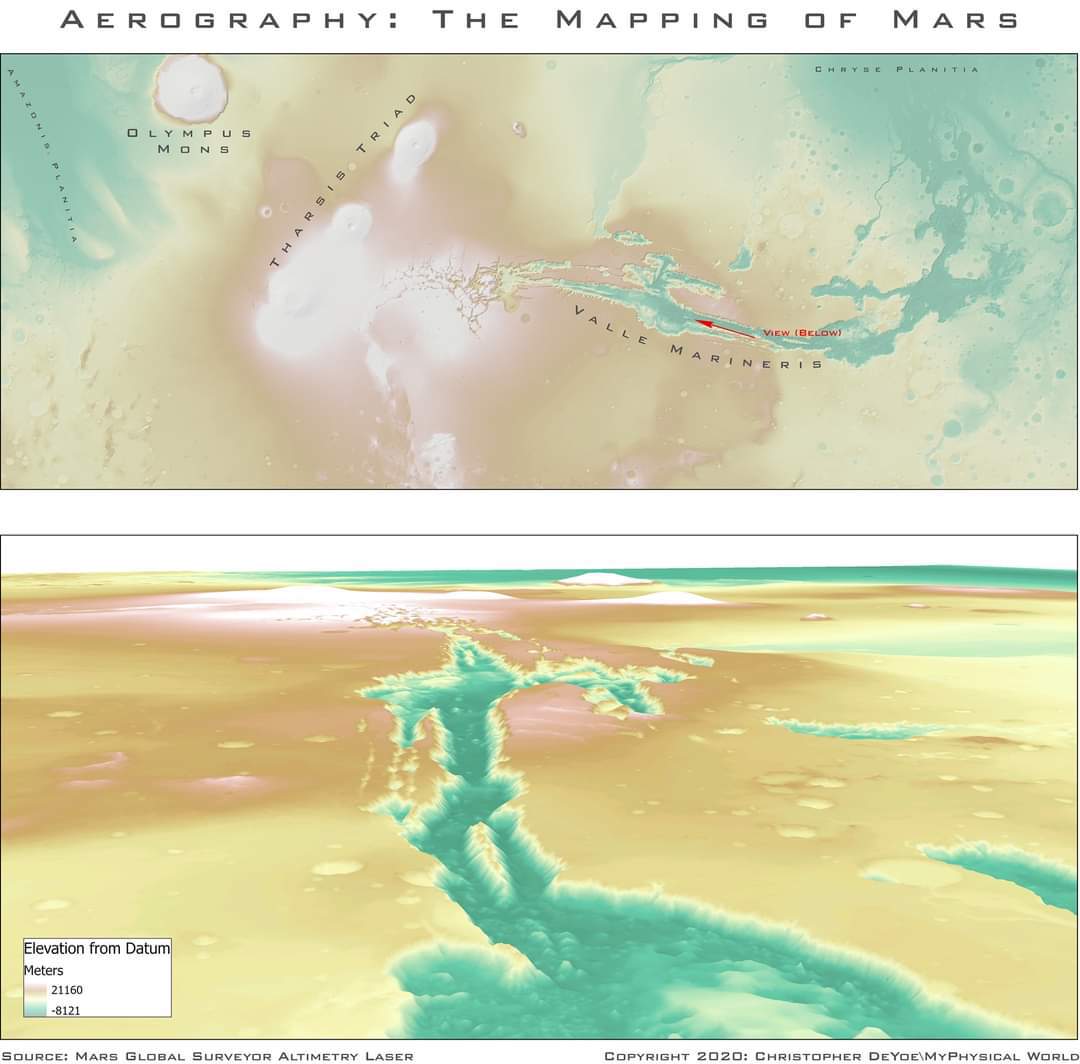 Aerography: The Mapping of Mars
Chryse Planitia
Amazonis Planitia
Olympus
Mons
Tharsis Triad
Valle Marineris
View (Below)
Elevation from Datum
Meters
21160
-8121
Source: Mars Global Surveyor Altimetry Laser
Copyright 2020: Christopher DeYoe\MyPhysical World